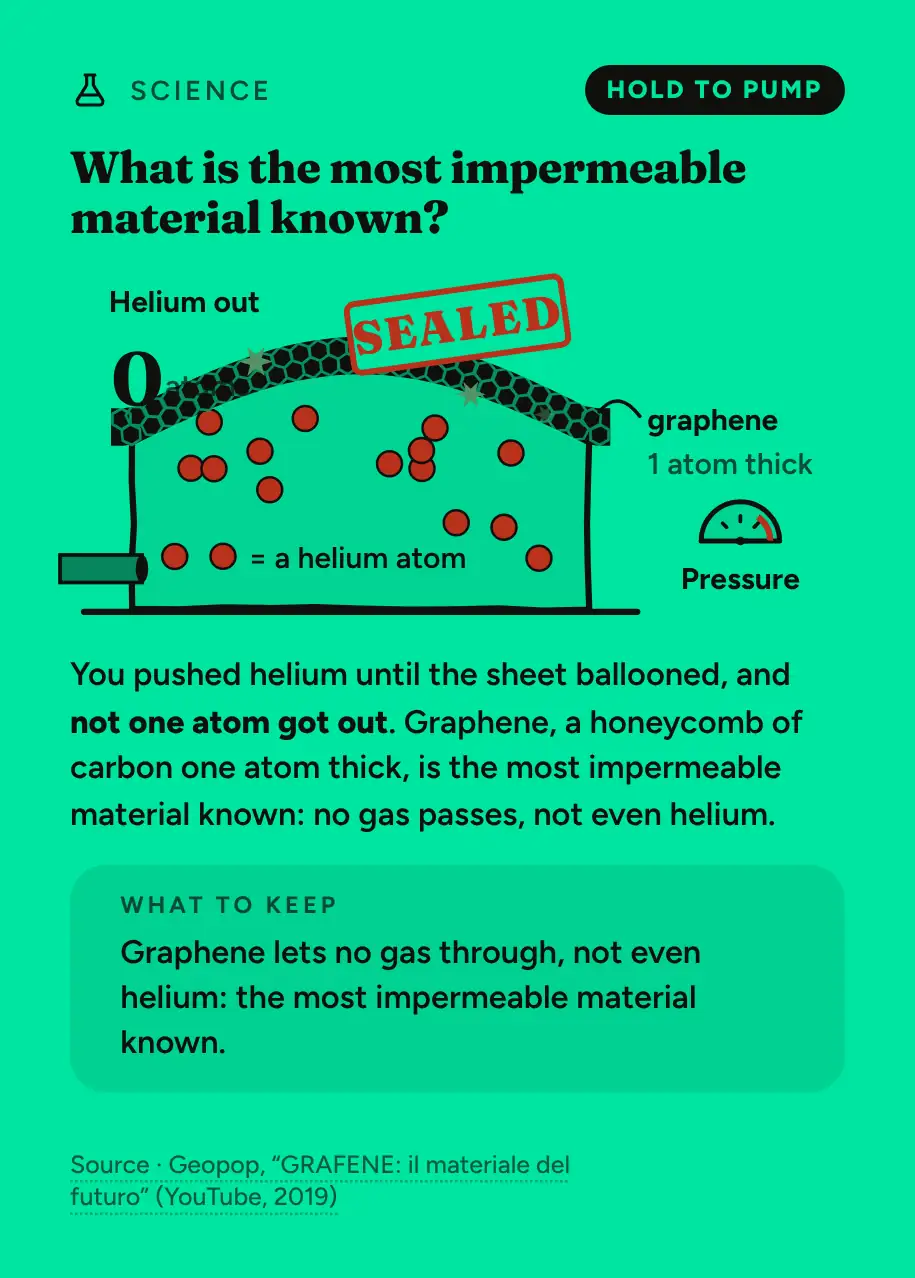 SCIENCE
HOLD TO PUMP
What is the most impermeable
material known?
Helium out
SEALED
0
graphene
1 atom thick
= a helium atom
Pressure
You pushed helium until the sheet ballooned, and
not one atom got out. Graphene, a honeycomb of
carbon one atom thick, is the most impermeable
material known: no gas passes, not even helium.
WHAT TO KEEP
Graphene lets no gas through, not even
helium: the most impermeable material
known.
Source · Geopop, “GRAFENE: il materiale del
futuro” (YouTube, 2019)